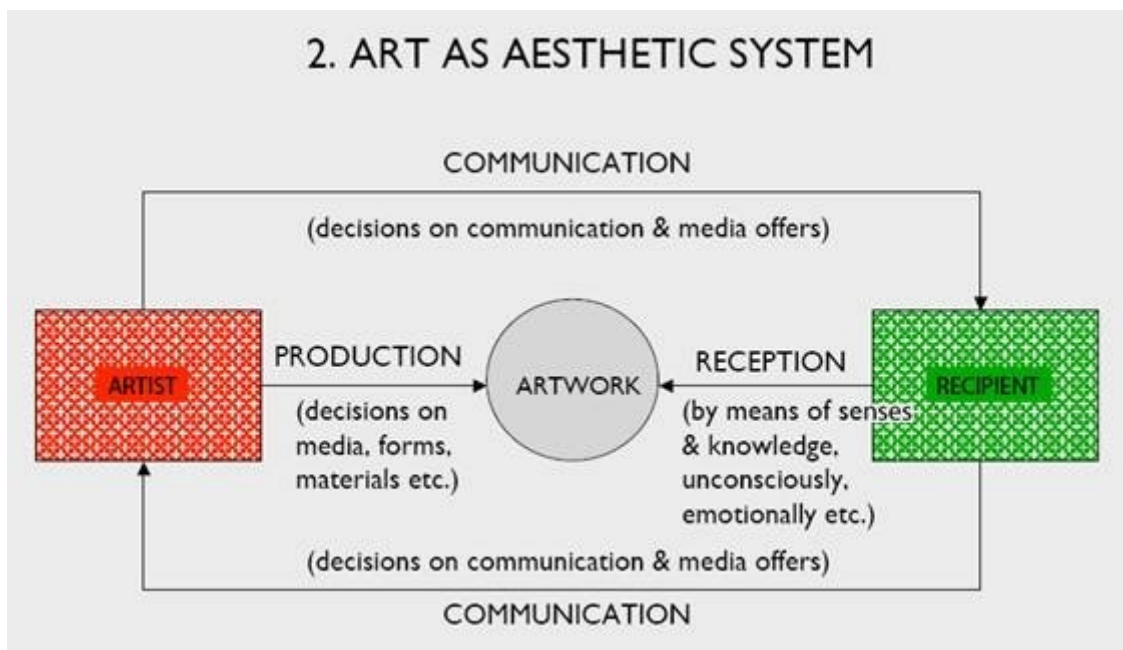 2. ART AS AESTHETIC SYSTEM
COMMUNICATION
(decisions on communication & media offers)
ARTIST
PRODUCTION
(decisions on
media, forms,
materials etc.)
ARTWORK
RECEPTION
(by means of senses
& knowledge,
unconsciously,
emotionally etc.)
RECIPIENT
(decisions on communication & media offers)
COMMUNICATION